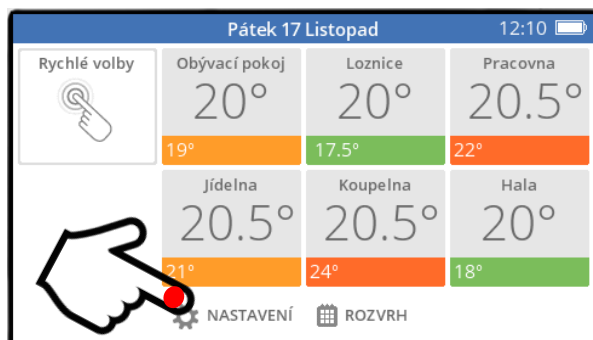 Pátek 17 Listopad 12:10
Rychlé volby
Obývací pokoj
20°
19°
Loznice
20°
17.5°
Pracovna
20.5°
22°
Jídelna
20.5°
21°
Koupelna
20.5°
24°
Hala
20°
18°
NASTAVENÍ ROZVRH